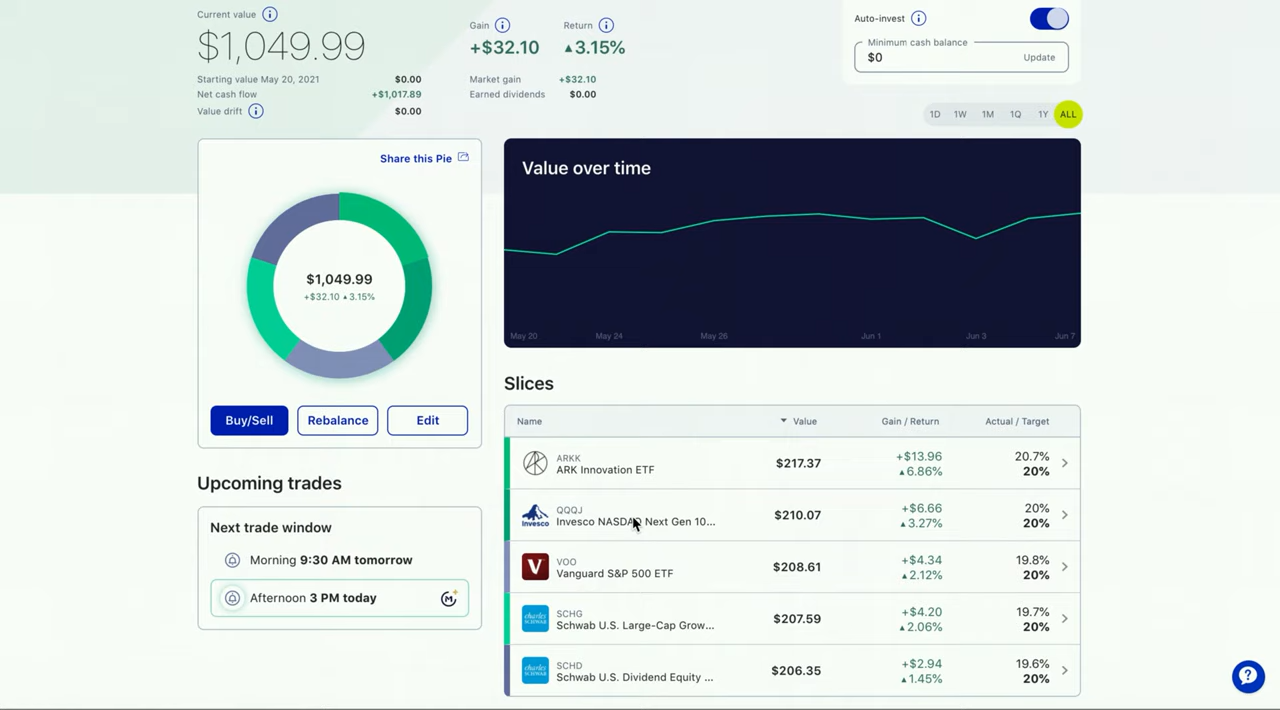 Current value
$1,049.99
Starting value May 20, 2021 $0.00
Net cash flow +$1,017.89
Value drift $0.00
Gain Return
+$32.10 ▲3.15%
Market gain +$32.10
Earned dividends $0.00
Auto-invest
Minimum cash balance
$0 Update
1D 1W 1M 1Q 1Y ALL
Share this Pie
$1,049.99
+$32.10 ▲3.15%
Buy/Sell Rebalance Edit
Upcoming trades
Next trade window
Morning 9:30 AM tomorrow
Afternoon 3 PM today
M
Value over time
May 20 May 24 May 26 Jun 1 Jun 3 Jun 7
Slices
Name Value Gain / Return Actual / Target
ARKK
ARK Innovation ETF
$217.37
+$13.96
▲6.86%
20.7%
20%
Invesco
QQQJ
Invesco NASDAQ Next Gen 10...
$210.07
+$6.66
▲3.27%
20%
20%
V
VOO
Vanguard S&P 500 ETF
$208.61
+$4.34
▲2.12%
19.8%
20%
charles
SCHWAB
SCHG
Schwab U.S. Large-Cap Grow...
$207.59
+$4.20
▲2.06%
19.7%
20%
charles
SCHWAB
SCHD
Schwab U.S. Dividend Equity ...
$206.35
+$2.94
▲1.45%
19.6%
20%